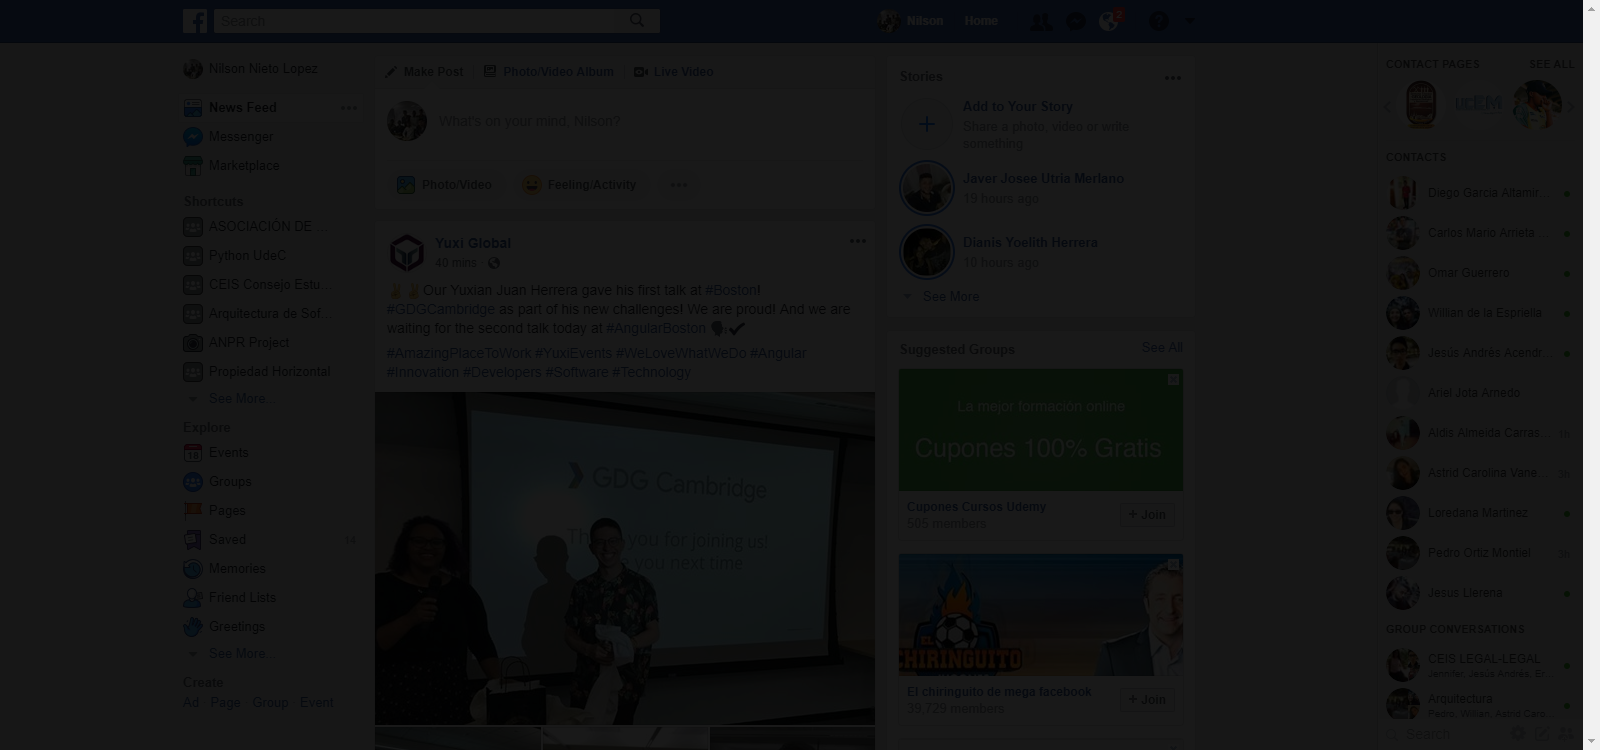 Search
Nilson
Home
2
Nilson Nieto Lopez
News Feed
Messenger
Marketplace
Shortcuts
ASOCIACIÓN DE ...
Python UdeC
CEIS Consejo Estu...
Arquitectura de Sof...
ANPR Project
Propiedad Horizontal
See More...
Explore
Events
Groups
Pages
Saved 14
Memories
Friend Lists
Greetings
See More...
Create
Ad Page Group Event
Make Post Photo/Video Album Live Video
What's on your mind, Nilson?
Photo/Video Feeling/Activity
Yuxi Global
40 mins
✌✌Our Yuxian Juan Herrera gave his first talk at #Boston!
#GDGCambridge as part of his new challenges! We are proud! And we are
waiting for the second talk today at #AngularBoston 🗣✔
#AmazingPlaceToWork #YuxiEvents #WeLoveWhatWeDo #Angular
#Innovation #Developers #Software #Technology
GDG Cambridge
you for joining us!
you next time
Stories
Add to Your Story
Share a photo, video or write
something
Javer Josee Utria Merlano
19 hours ago
Dianis Yoelith Herrera
10 hours ago
See More
Suggested Groups See All
La mejor formación online
Cupones 100% Gratis
Cupones Cursos Udemy
595 members
+ Join
EL
CHIRINGUITO
El chiringuito de mega facebook
39,729 members
+ Join
CONTACT PAGES SEE ALL
UCEM
CONTACTS
Diego Garcia Altamir...
Carlos Mario Arrieta...
Omar Guerrero
Willian de la Espriella
Jesús Andrés Acendr...
Ariel Jota Arnedo
Aldis Almeida Carras...
Astrid Carolina Vane...
Loredana Martinez
Pedro Ortiz Montiel
Jesus Llerena
GROUP CONVERSATIONS
CEIS LEGAL-LEGAL
Jennifer, Jesús Andrés, Er...
Arquitectura
Pedro, Willian, Astrid Caro...
Search